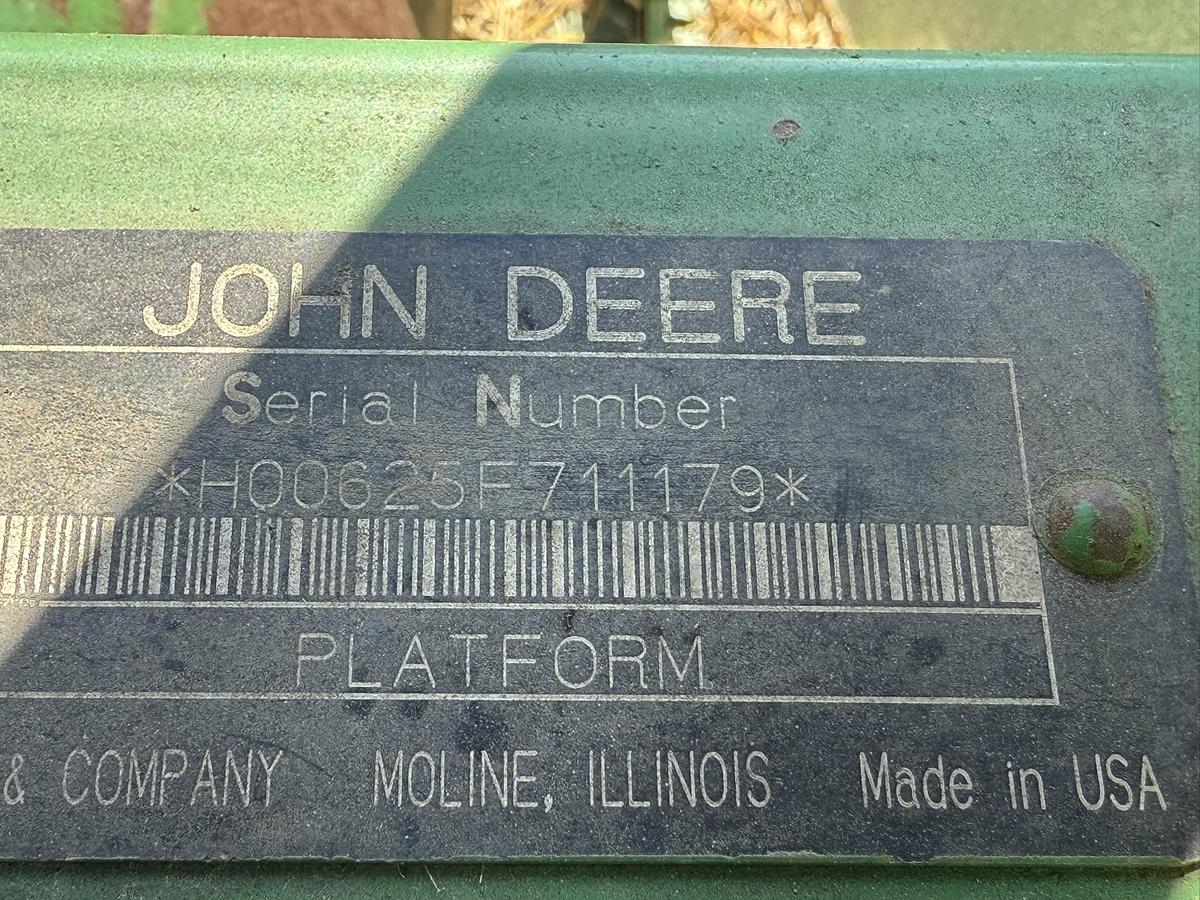 JOHN DEERE
Serial Number
*H00625F711179*
PLATFORM
& COMPANY MOLINE, ILLINOIS Made in USA